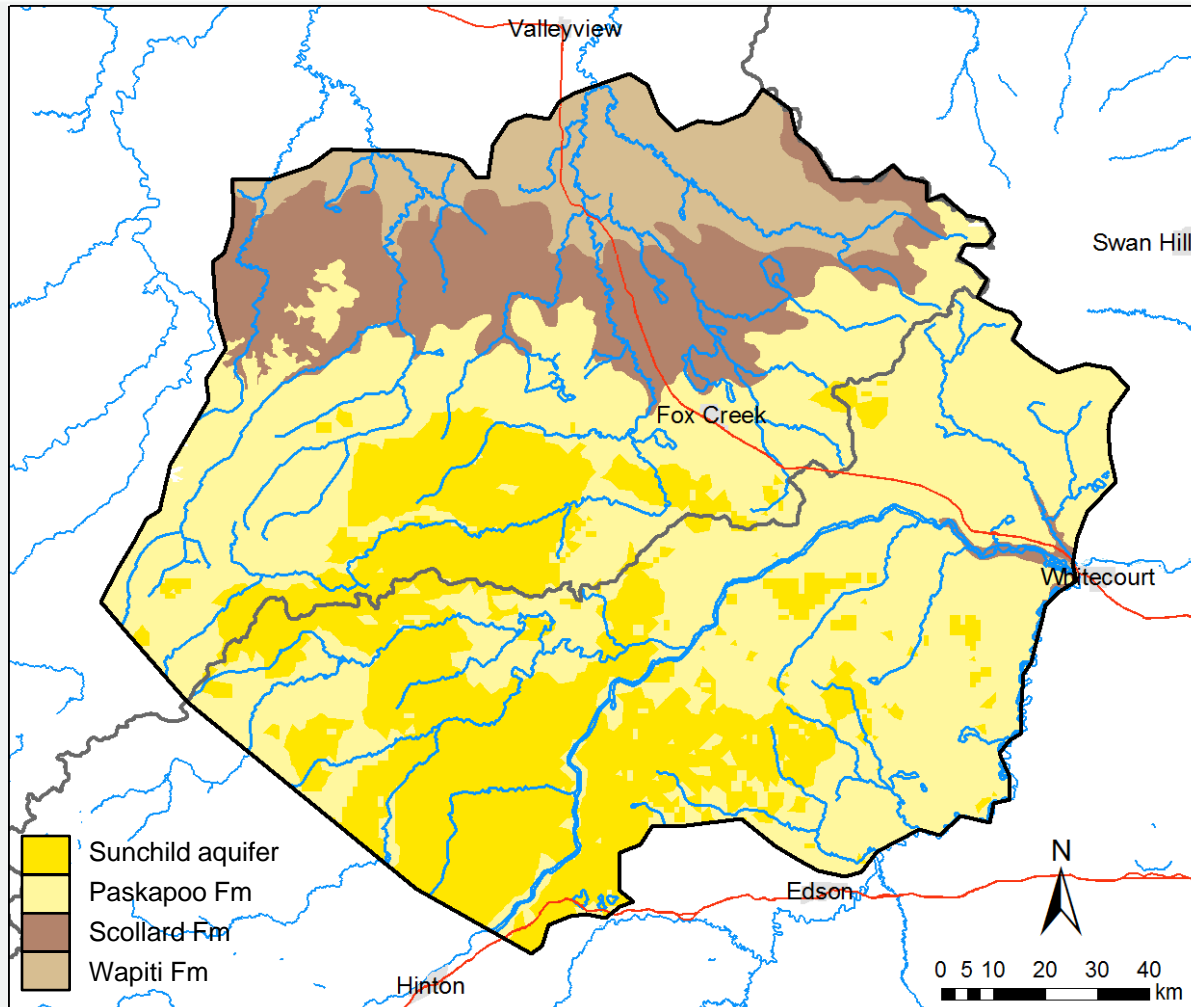 Valleyview
Swan Hill
Fox Creek
Whitecourt
Sunchild aquifer
Paskapoo Fm
Scollard Fm
Wapiti Fm
Edson
Hinton
N
0 5 10 20 30 40
km